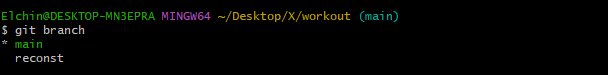 Elchin@DESKTOP-MN3EPRA MINGW64 ~/Desktop/X/workout (main)
$ git branch
* main
  reconst